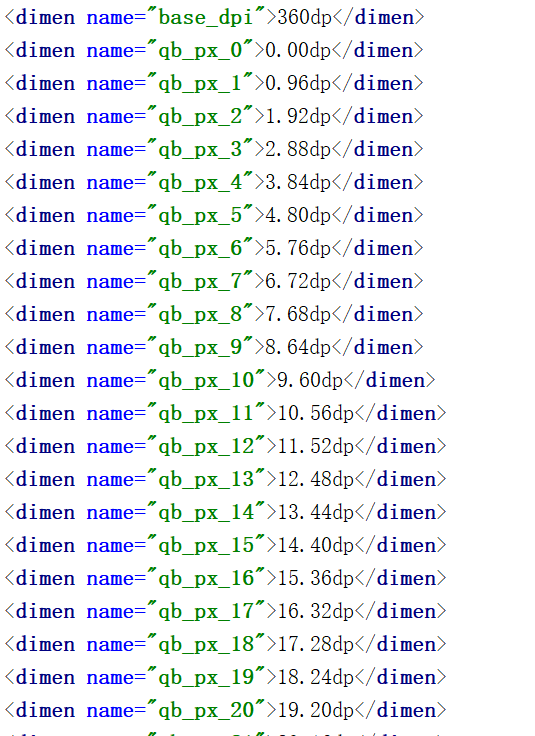 <dimen name="base_dpi">360dp</dimen>
<dimen name="qb_px_0">0.00dp</dimen>
<dimen name="qb_px_1">0.96dp</dimen>
<dimen name="qb_px_2">1.92dp</dimen>
<dimen name="qb_px_3">2.88dp</dimen>
<dimen name="qb_px_4">3.84dp</dimen>
<dimen name="qb_px_5">4.80dp</dimen>
<dimen name="qb_px_6">5.76dp</dimen>
<dimen name="qb_px_7">6.72dp</dimen>
<dimen name="qb_px_8">7.68dp</dimen>
<dimen name="qb_px_9">8.64dp</dimen>
<dimen name="qb_px_10">9.60dp</dimen>
<dimen name="qb_px_11">10.56dp</dimen>
<dimen name="qb_px_12">11.52dp</dimen>
<dimen name="qb_px_13">12.48dp</dimen>
<dimen name="qb_px_14">13.44dp</dimen>
<dimen name="qb_px_15">14.40dp</dimen>
<dimen name="qb_px_16">15.36dp</dimen>
<dimen name="qb_px_17">16.32dp</dimen>
<dimen name="qb_px_18">17.28dp</dimen>
<dimen name="qb_px_19">18.24dp</dimen>
<dimen name="qb_px_20">19.20dp</dimen>